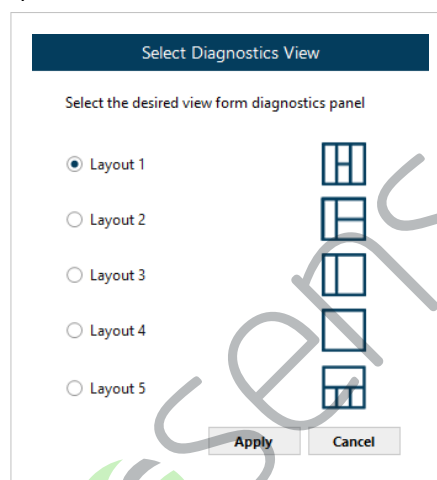 Select Diagnostics View
Select the desired view form diagnostics panel
Layout 1
Layout 2
Layout 3
Layout 4
Layout 5
Apply Cancel